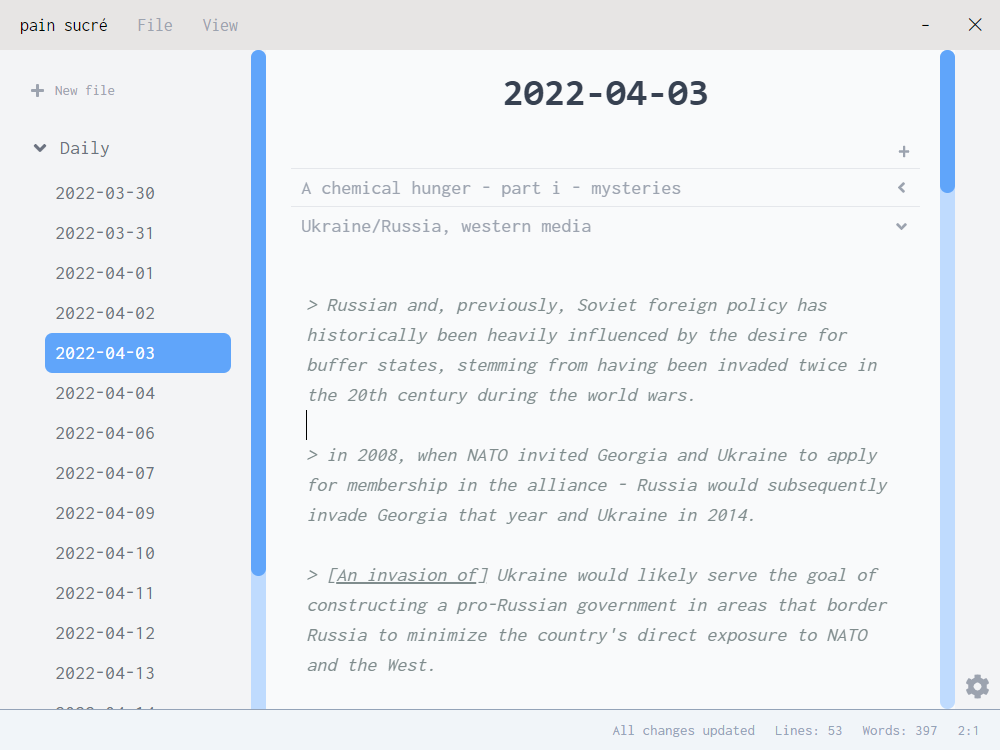 pain sucré File View
New file
Daily
2022-03-30
2022-03-31
2022-04-01
2022-04-02
2022-04-03
2022-04-04
2022-04-06
2022-04-07
2022-04-09
2022-04-10
2022-04-11
2022-04-12
2022-04-13
2022-04-03
A chemical hunger - part i - mysteries
Ukraine/Russia, western media
> Russian and, previously, Soviet foreign policy has
historically been heavily influenced by the desire for
buffer states, stemming from having been invaded twice in
the 20th century during the world wars.
> in 2008, when NATO invited Georgia and Ukraine to apply
for membership in the alliance - Russia would subsequently
invade Georgia that year and Ukraine in 2014.
> [An invasion of] Ukraine would likely serve the goal of
constructing a pro-Russian government in areas that border
Russia to minimize the country's direct exposure to NATO
and the West.
All changes updated Lines: 53 Words: 397 2:1